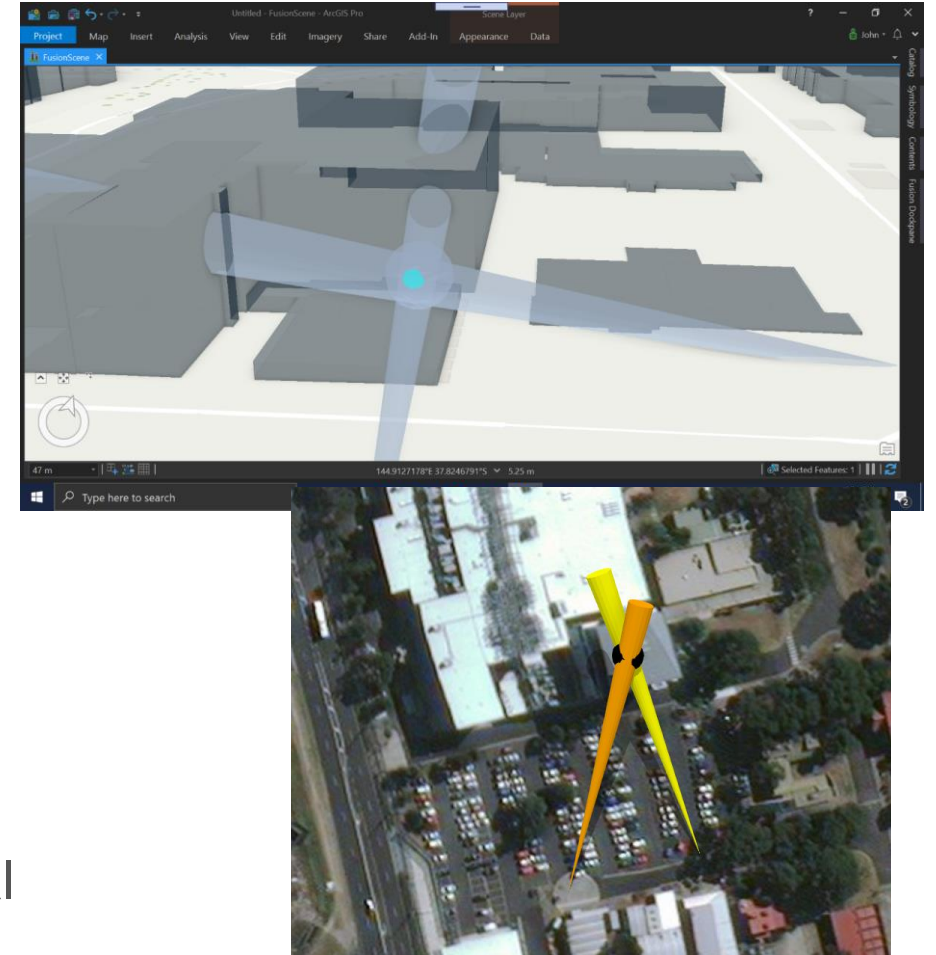 Untitled - FusionScene - ArcGIS Pro
Scene Layer
? – X
Project Map Insert Analysis View Edit Imagery Share Add-In Appearance Data
John
FusionScene X
Catalog
Symbology
Contents
Fusion Dockpane
47 m
144.9127178°E 37.8246791°S 5.25 m
Selected Features: 1
Type here to search
2